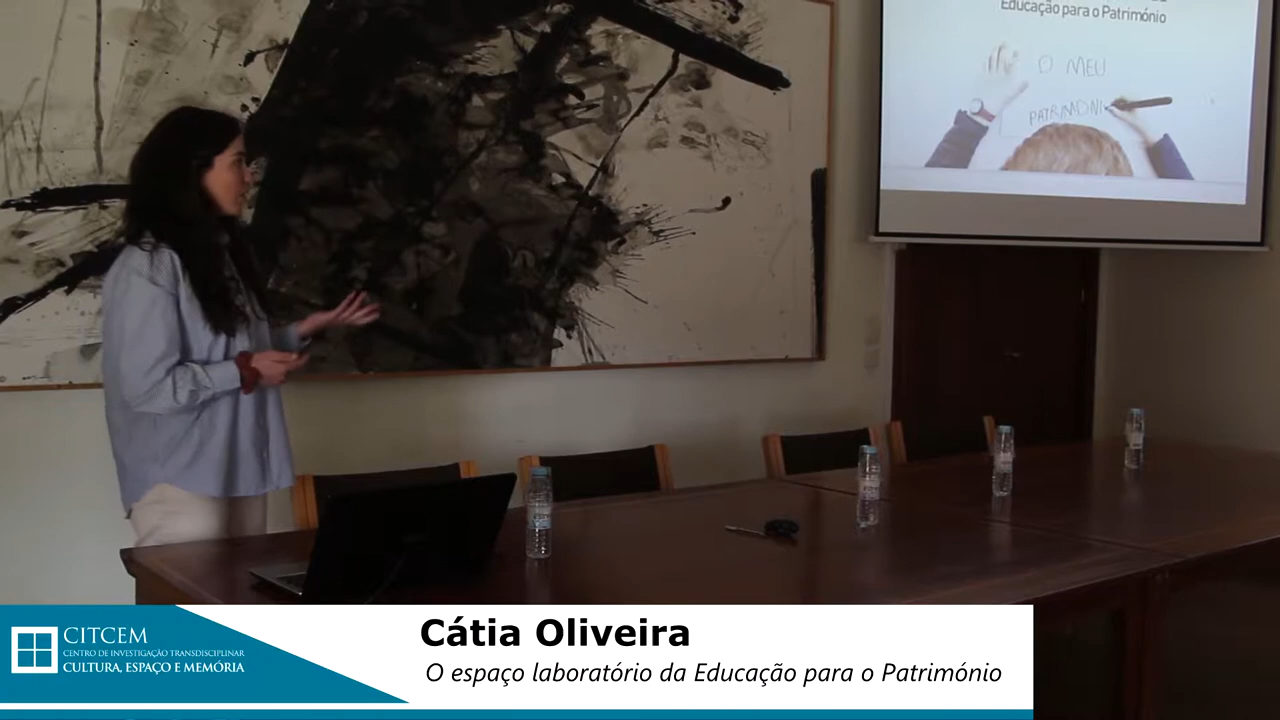 Educação para o Património
O MEU
PATRIMÓNI
CITCEM
CENTRO DE INVESTIGAÇÃO TRANSDISCIPLINAR
CULTURA, ESPAÇO E MEMÓRIA
Cátia Oliveira
O espaço laboratório da Educação para o Património